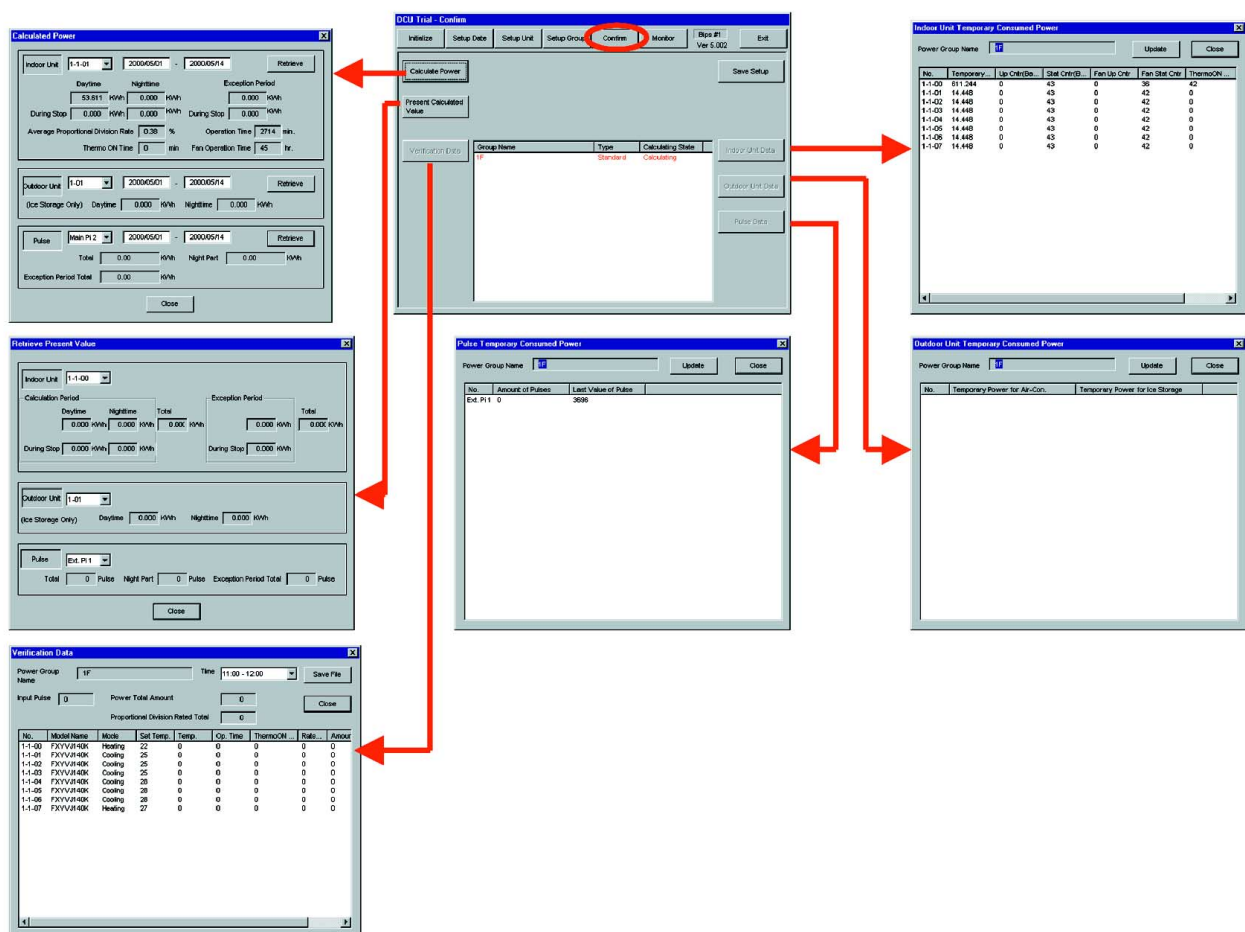 Calculated Power
Indoor Unit 1-1-01 2000/05/01 - 2000/05/14 Retrieve
Daytime Nighttime Exception Period
53.611 KWh 0.000 KWh 0.000 KWh
During Stop 0.000 KWh 0.000 KWh During Stop 0.000 KWh
Average Proportional Division Rate 0.38 % Operation Time 2714 min.
Thermo ON Time 0 min Fan Operation Time 45 hr.
Outdoor Unit 1-01 2000/05/01 - 2000/05/14 Retrieve
(Ice Storage Only) Daytime 0.000 KWh Nighttime 0.000 KWh
Pulse Main Pi 2 2000/05/01 - 2000/05/14 Retrieve
Total 0.00 KWh Night Part 0.00 KWh
Exception Period Total 0.00 KWh
Close
DCU Trial - Confirm
Initialize Setup Date Setup Unit Setup Group Confirm Monitor Bips #1 Ver 5.002 Exit
Calculate Power Save Setup
Present Calculated
Value
Verification Data Indoor Unit Data
Group Name Type Calculating State
1F Standard Calculating
Outdoor Unit Data
Pulse Data
Indoor Unit Temporary Consumed Power
Power Group Name 1F Update Close
No. Temporary... Up Cntr(Ba... Stat Cntr(B... Fan Up Cntr Fan Stat Cntr ThermoON ...
1-1-00 611.244 0 43 0 36 42
1-1-01 14.448 0 43 0 42 0
1-1-02 14.448 0 43 0 42 0
1-1-03 14.448 0 43 0 42 0
1-1-04 14.448 0 43 0 42 0
1-1-05 14.448 0 43 0 42 0
1-1-06 14.448 0 43 0 42 0
1-1-07 14.448 0 43 0 42 0
Retrieve Present Value
Indoor Unit 1-1-00
Calculation Period Exception Period
Daytime Nighttime Total Total
0.000 KWh 0.000 KWh 0.000 KWh 0.000 KWh 0.000 KWh
During Stop 0.000 KWh 0.000 KWh During Stop 0.000 KWh
Outdoor Unit 1-01
(Ice Storage Only) Daytime 0.000 KWh Nighttime 0.000 KWh
Pulse Ext. Pi 1
Total 0 Pulse Night Part 0 Pulse Exception Period Total 0 Pulse
Close
Pulse Temporary Consumed Power
Power Group Name 1F Update Close
No. Amount of Pulses Last Value of Pulse
Ext. Pi 1 0 3696
Outdoor Unit Temporary Consumed Power
Power Group Name 1F Update Close
No. Temporary Power for Air-Con. Temporary Power for Ice Storage
Verification Data
Power Group
Name 1F Time 11:00 - 12:00 Save File
Input Pulse 0 Power Total Amount 0 Close
Proportional Division Rated Total 0
No. Model Name Mode Set Temp. Temp. Op. Time ThermoON ... Rate... Amour
1-1-00 FXYVJ140K Heating 22 0 0 0 0 0
1-1-01 FXYVJ140K Cooling 25 0 0 0 0 0
1-1-02 FXYVJ140K Cooling 25 0 0 0 0 0
1-1-03 FXYVJ140K Cooling 25 0 0 0 0 0
1-1-04 FXYVJ140K Cooling 28 0 0 0 0 0
1-1-05 FXYVJ140K Cooling 28 0 0 0 0 0
1-1-06 FXYVJ140K Cooling 28 0 0 0 0 0
1-1-07 FXYVJ140K Heating 27 0 0 0 0 0